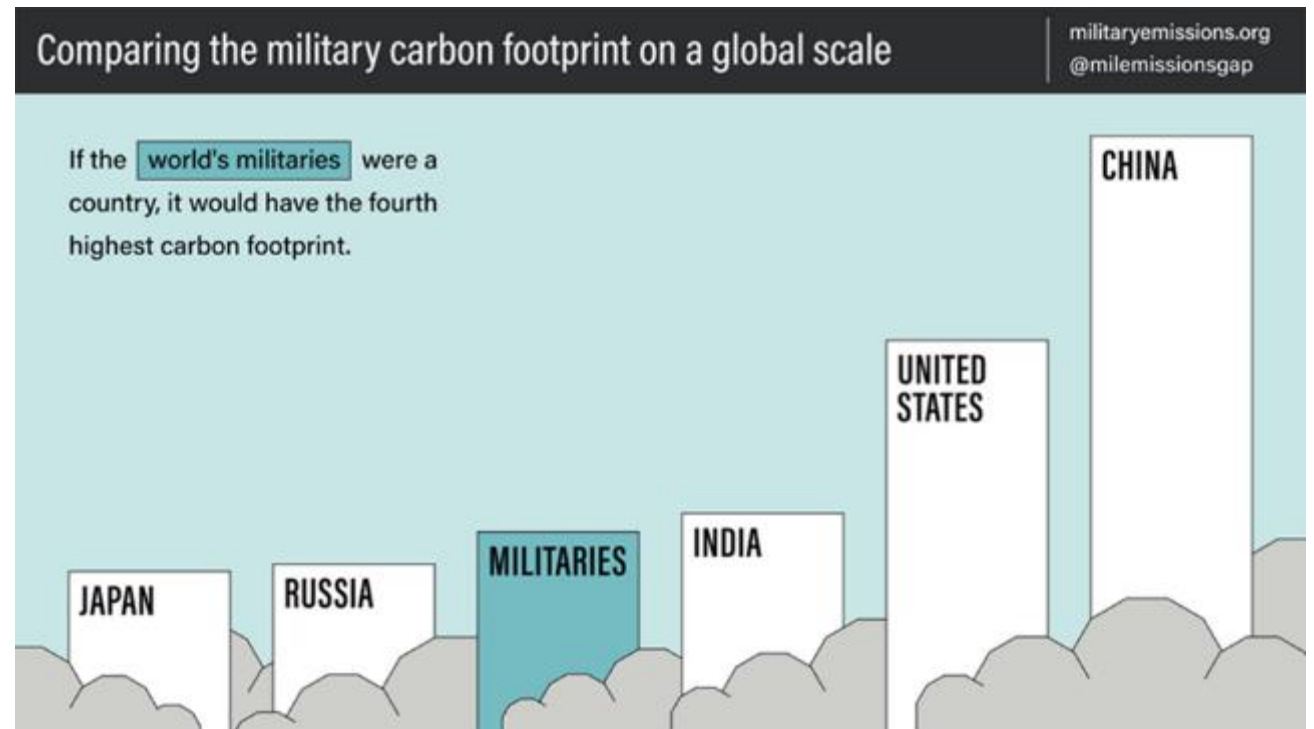 Comparing the military carbon footprint on a global scale
militaryemissions.org
@milemissionsgap
If the world's militaries were a
country, it would have the fourth
highest carbon footprint.
JAPAN
RUSSIA
MILITARIES
INDIA
UNITED
STATES
CHINA